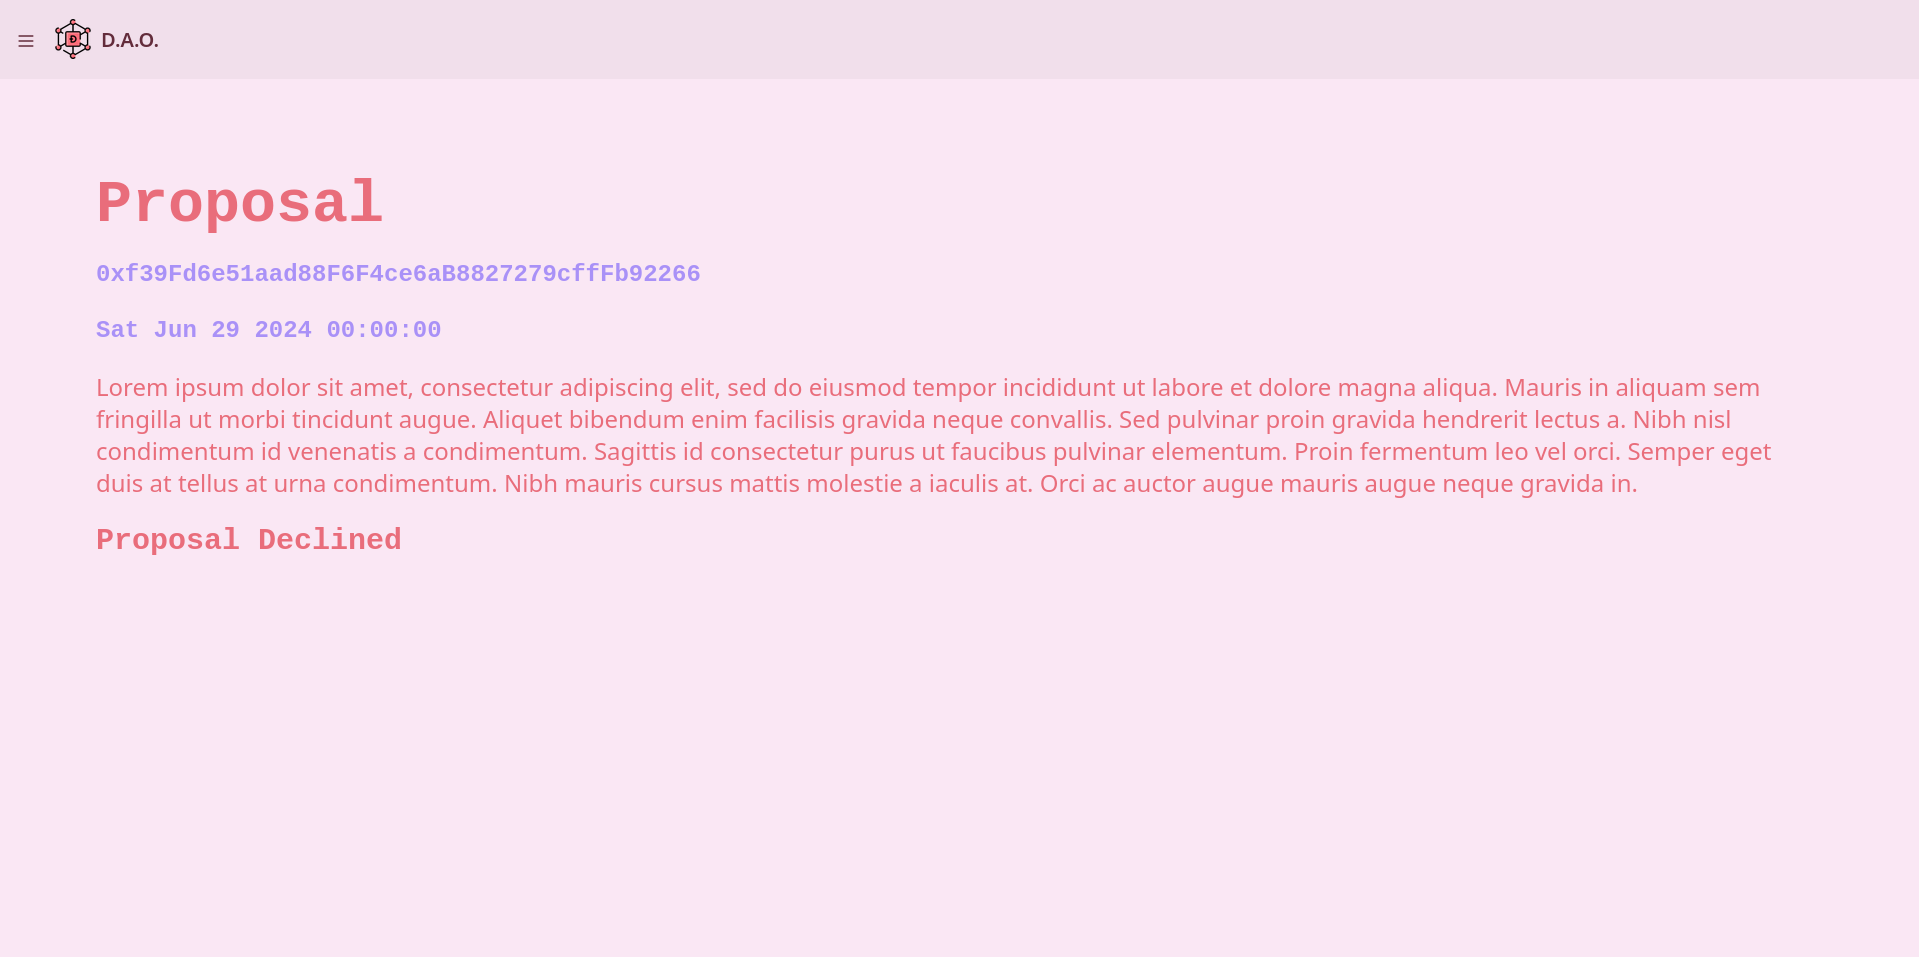 D.A.O.
Proposal
0xf39Fd6e51aad88F6F4ce6aB8827279cffFb92266
Sat Jun 29 2024 00:00:00
Lorem ipsum dolor sit amet, consectetur adipiscing elit, sed do eiusmod tempor incididunt ut labore et dolore magna aliqua. Mauris in aliquam sem
fringilla ut morbi tincidunt augue. Aliquet bibendum enim facilisis gravida neque convallis. Sed pulvinar proin gravida hendrerit lectus a. Nibh nisl
condimentum id venenatis a condimentum. Sagittis id consectetur purus ut faucibus pulvinar elementum. Proin fermentum leo vel orci. Semper eget
duis at tellus at urna condimentum. Nibh mauris cursus mattis molestie a iaculis at. Orci ac auctor augue mauris augue neque gravida in.
Proposal Declined